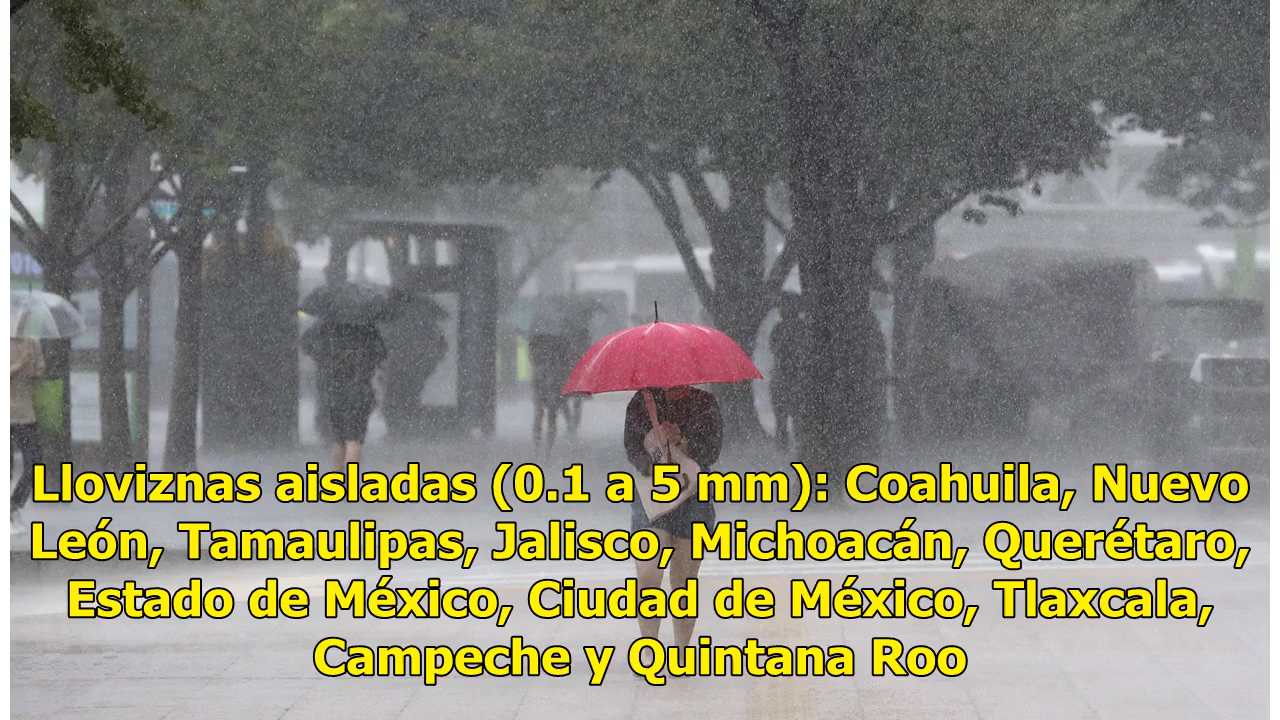 Lloviznas aisladas (0.1 a 5 mm): Coahuila, Nuevo
León, Tamaulipas, Jalisco, Michoacán, Querétaro,
Estado de México, Ciudad de México, Tlaxcala,
Campeche y Quintana Roo